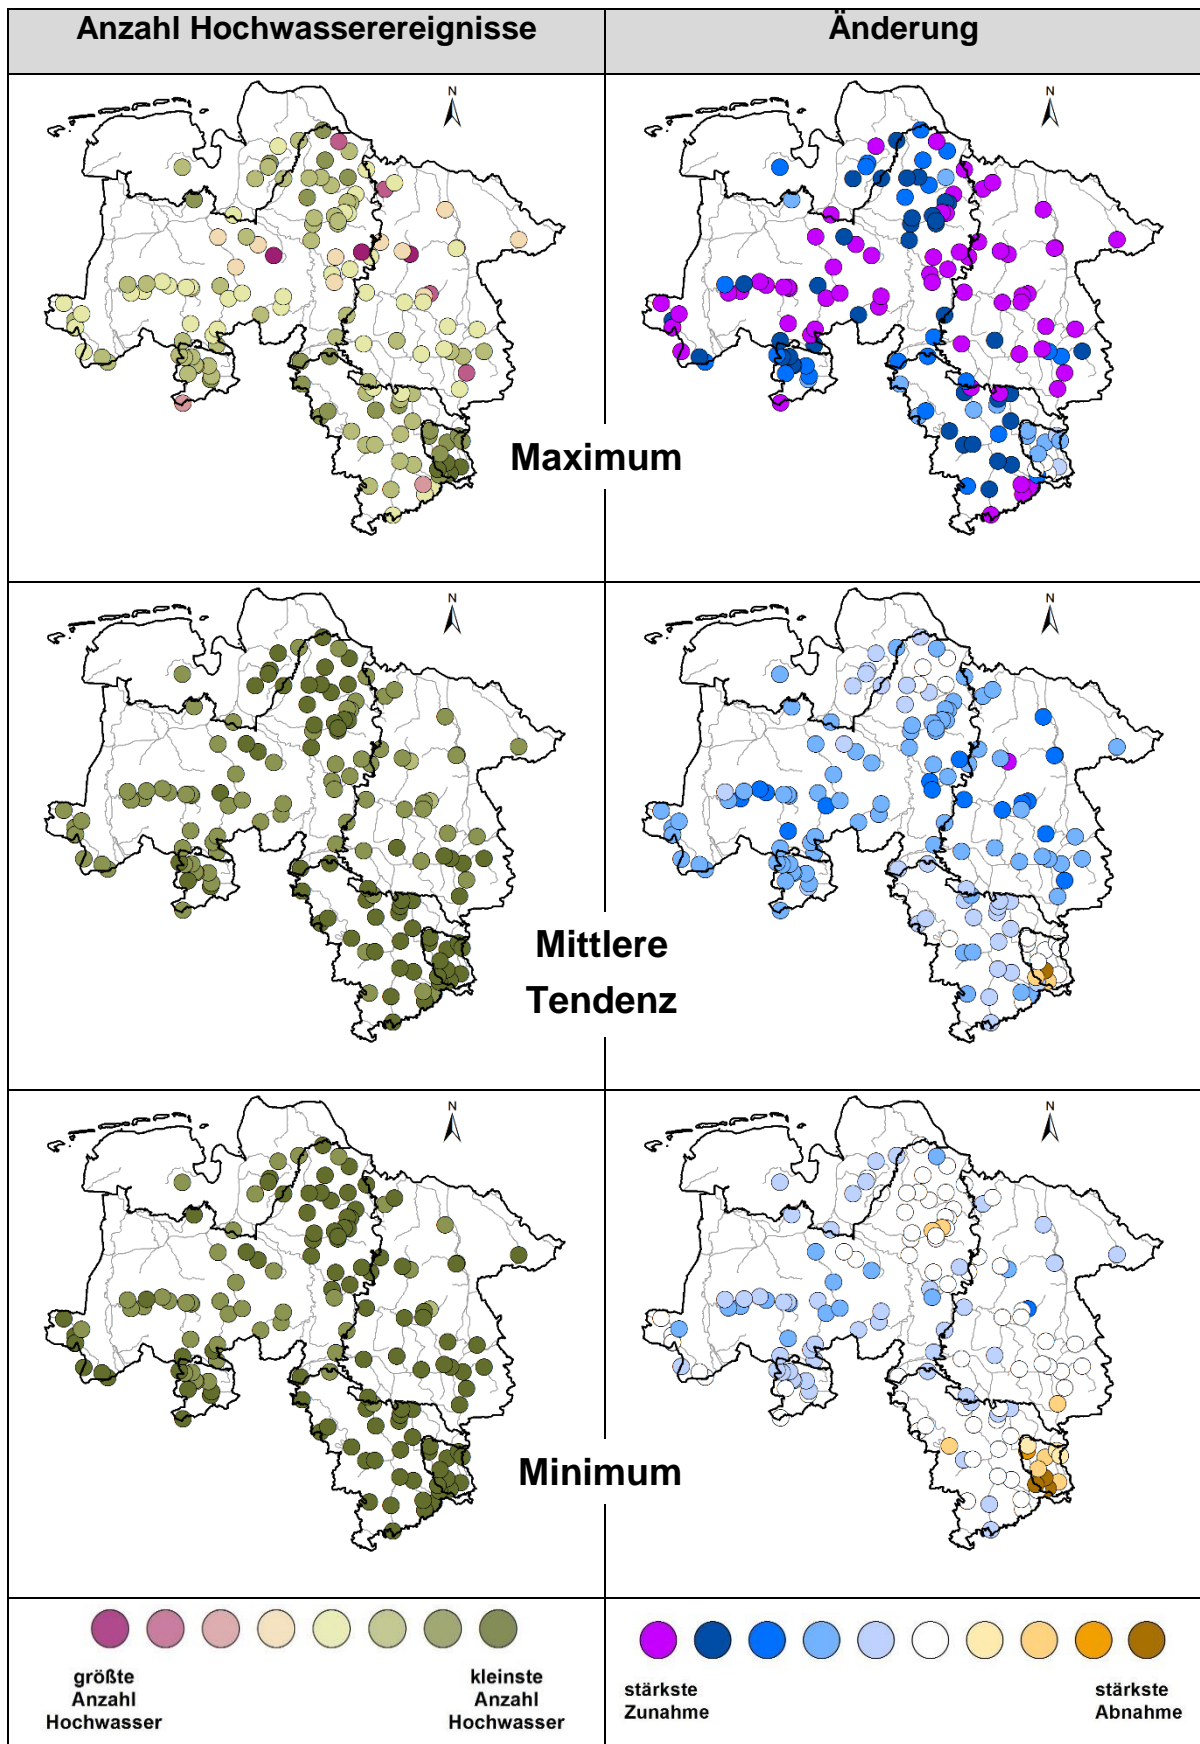 Anzahl Hochwasserereignisse
Änderung
N
N
Maximum
N
N
Mittlere
Tendenz
N
N
Minimum
größte
Anzahl
Hochwasser
kleinste
Anzahl
Hochwasser
stärkste
Zunahme
stärkste
Abnahme